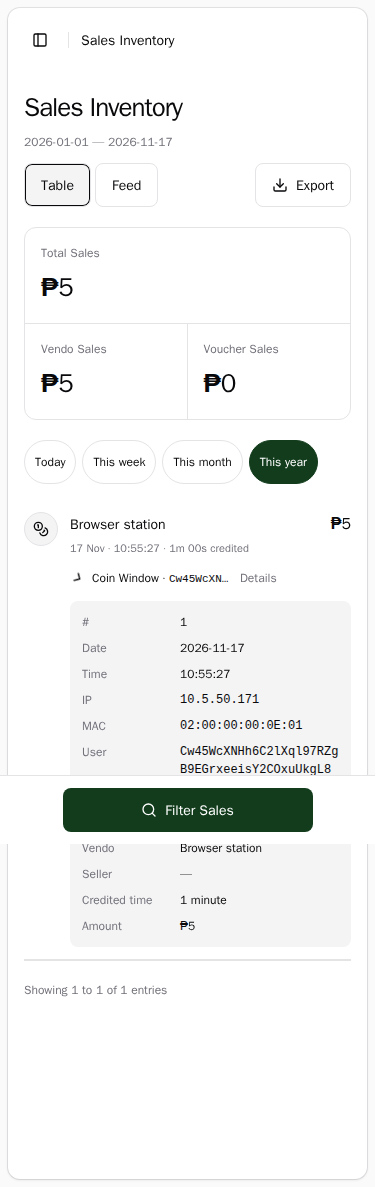 Sales Inventory
Sales Inventory
2026-01-01 — 2026-11-17
Table
Feed
Export
Total Sales
₱5
Vendo Sales
₱5
Voucher Sales
₱0
Today
This week
This month
This year
Browser station
₱5
17 Nov · 10:55:27 · 1m 00s credited
Coin Window · Cw45WcXN… Details
# 1
Date 2026-11-17
Time 10:55:27
IP 10.5.50.171
MAC 02:00:00:00:0E:01
User Cw45WcXNHh6C2lXql97RZg
B9EGrxeeisY2COxuUkgL8
Filter Sales
Vendo Browser station
Seller —
Credited time 1 minute
Amount ₱5
Showing 1 to 1 of 1 entries